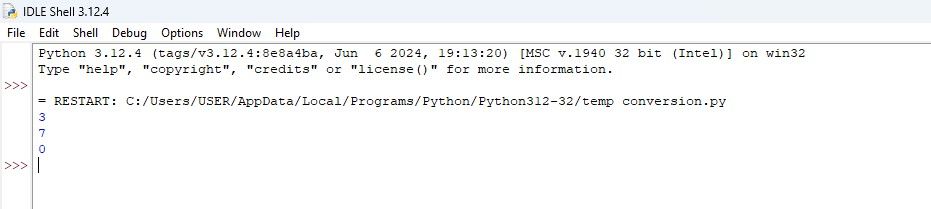 IDLE Shell 3.12.4
File Edit Shell Debug Options Window Help
Python 3.12.4 (tags/v3.12.4:8e8a4ba, Jun  6 2024, 19:13:20) [MSC v.1940 32 bit (Intel)] on win32
Type "help", "copyright", "credits" or "license()" for more information.
>>>
= RESTART: C:/Users/USER/AppData/Local/Programs/Python/Python312-32/temp conversion.py
3
7
0
>>>